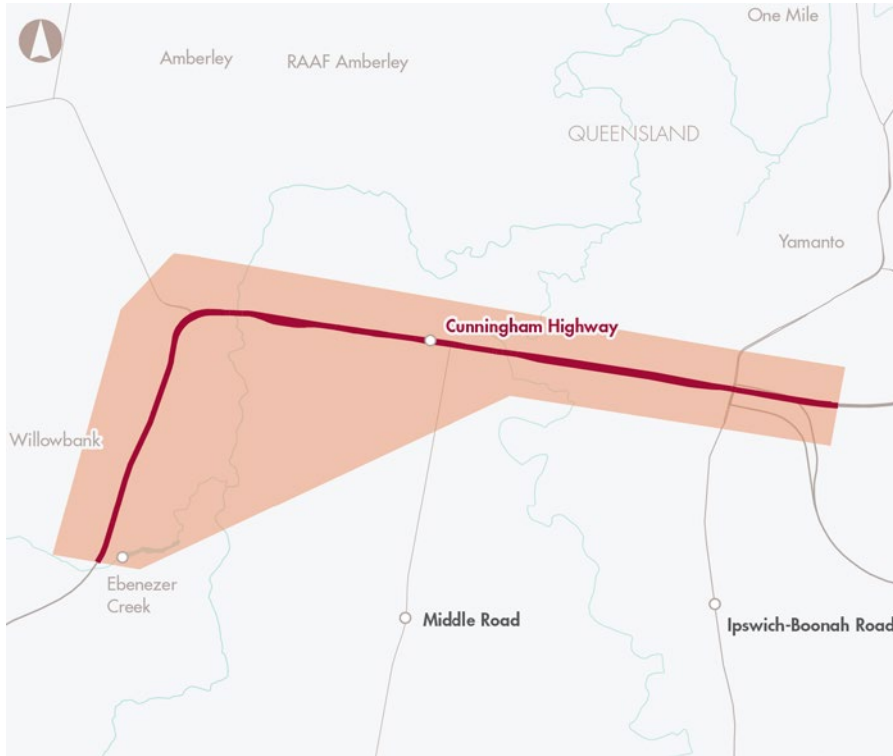 One Mile
Amberley
RAAF Amberley
QUEENSLAND
Yamanto
Cunningham Highway
Willowbank
Ebenezer
Creek
Middle Road
Ipswich-Boonah Road